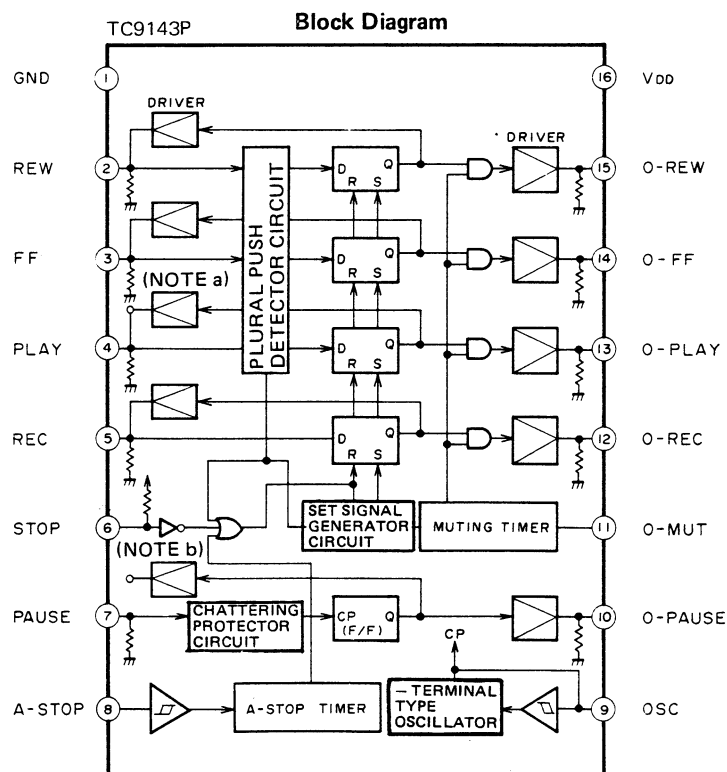 Block Diagram
TC9143P
GND
1
16
VDD
DRIVER
DRIVER
REW
2
D
Q
R
S
15
O-REW
PLURAL PUSH
DETECTOR CIRCUIT
FF
3
D
Q
R
S
14
O-FF
(NOTE a)
PLAY
4
D
Q
R
S
13
O-PLAY
REC
5
D
Q
R
S
12
O-REC
STOP
6
SET SIGNAL
GENERATOR
CIRCUIT
MUTING TIMER
11
O-MUT
(NOTE b)
PAUSE
7
CHATTERING
PROTECTOR
CIRCUIT
CP
(F/F)
Q
10
O-PAUSE
CP
A-STOP
8
A-STOP TIMER
– TERMINAL
TYPE
OSCILLATOR
9
OSC